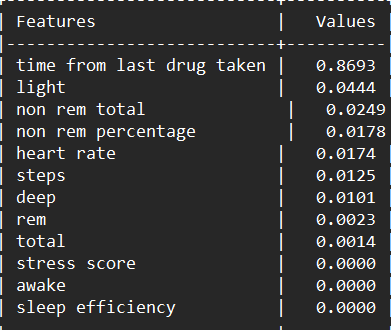 Features | Values
time from last drug taken | 0.8693
light | 0.0444
non rem total | 0.0249
non rem percentage | 0.0178
heart rate | 0.0174
steps | 0.0125
deep | 0.0101
rem | 0.0023
total | 0.0014
stress score | 0.0000
awake | 0.0000
sleep efficiency | 0.0000